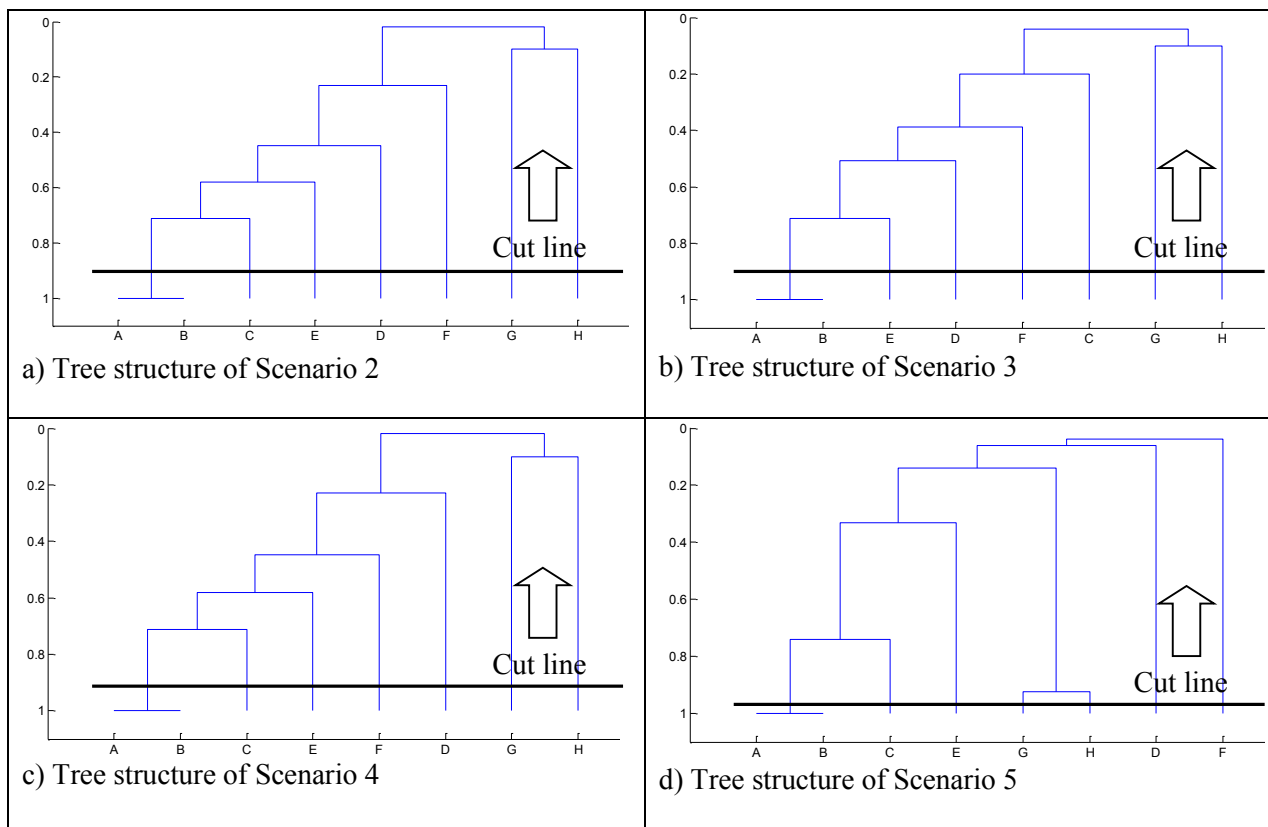 0
0.2
0.4
0.6
0.8
1
Cut line
A B C E D F G H
a) Tree structure of Scenario 2
0
0.2
0.4
0.6
0.8
1
Cut line
A B E D F C G H
b) Tree structure of Scenario 3
0
0.2
0.4
0.6
0.8
1
Cut line
A B C E F D G H
c) Tree structure of Scenario 4
0
0.2
0.4
0.6
0.8
1
Cut line
A B C E G H D F
d) Tree structure of Scenario 5